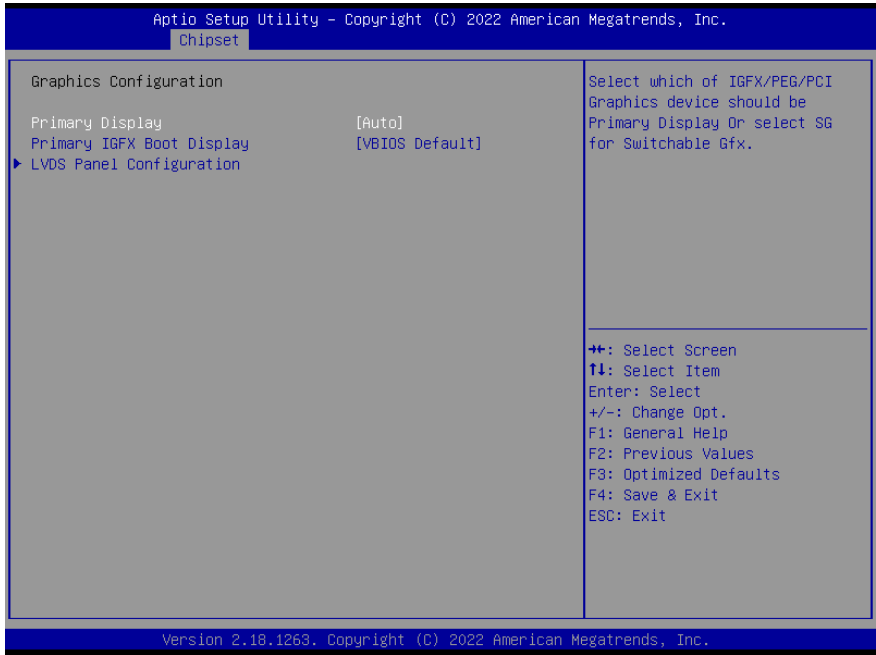 Aptio Setup Utility – Copyright (C) 2022 American Megatrends, Inc.
Chipset
Graphics Configuration
Primary Display [Auto]
Primary IGFX Boot Display [VBIOS Default]
▶ LVDS Panel Configuration
Select which of IGFX/PEG/PCI
Graphics device should be
Primary Display Or select SG
for Switchable Gfx.
→←: Select Screen
↑↓: Select Item
Enter: Select
+/-: Change Opt.
F1: General Help
F2: Previous Values
F3: Optimized Defaults
F4: Save & Exit
ESC: Exit
Version 2.18.1263. Copyright (C) 2022 American Megatrends, Inc.